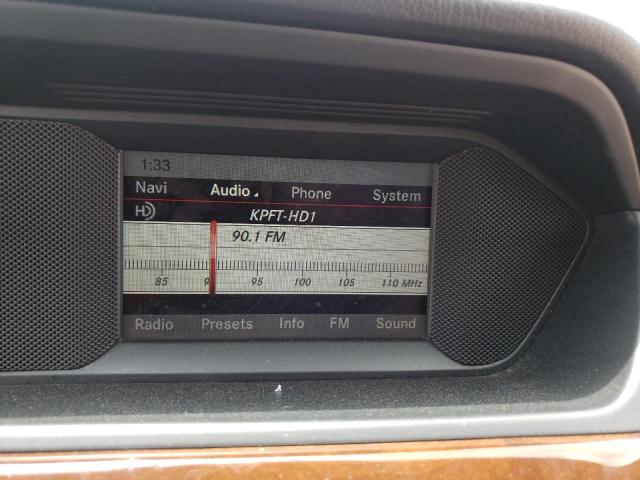 1:33
Navi Audio Phone System
HD KPFT-HD1
90.1 FM
85 9 95 100 105 110 MHz
Radio Presets Info FM Sound